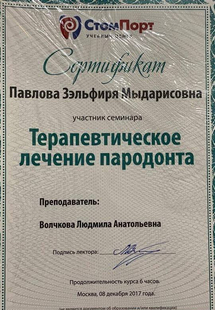 СтомПорт
УЧЕБНЫЙ ЦЕНТР
Сертификат
Павлова Зэльфиря Мыдарисовна
участник семинара
Терапевтическое
лечение пародонта
Преподаватель:
Волчкова Людмила Анатольевна
Подпись лектора:
Продолжительность курса 6 часов.
Москва, 08 декабря 2017 года.